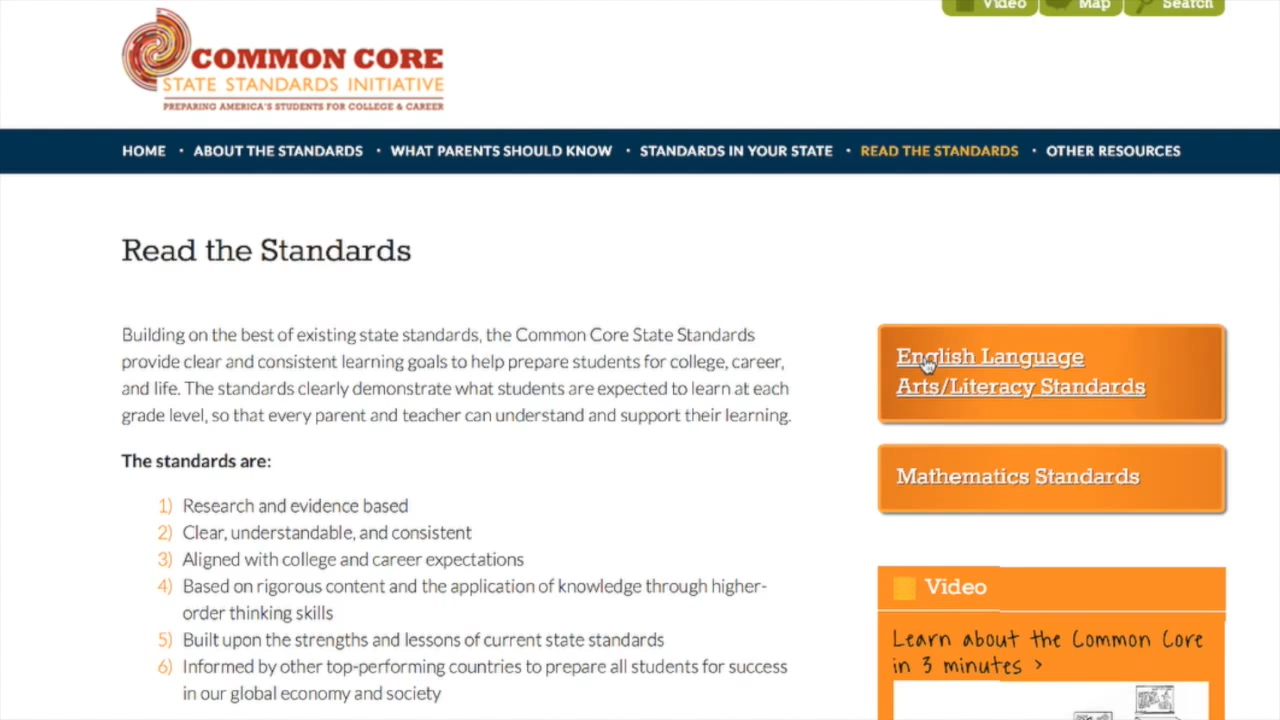 Video
Map
Search
COMMON CORE
STATE STANDARDS INITIATIVE
PREPARING AMERICA'S STUDENTS FOR COLLEGE & CAREER
HOME · ABOUT THE STANDARDS · WHAT PARENTS SHOULD KNOW · STANDARDS IN YOUR STATE · READ THE STANDARDS · OTHER RESOURCES
Read the Standards
Building on the best of existing state standards, the Common Core State Standards
provide clear and consistent learning goals to help prepare students for college, career,
and life. The standards clearly demonstrate what students are expected to learn at each
grade level, so that every parent and teacher can understand and support their learning.
The standards are:
1) Research and evidence based
2) Clear, understandable, and consistent
3) Aligned with college and career expectations
4) Based on rigorous content and the application of knowledge through higher-
order thinking skills
5) Built upon the strengths and lessons of current state standards
6) Informed by other top-performing countries to prepare all students for success
in our global economy and society
English Language
Arts/Literacy Standards
Mathematics Standards
Video
Learn about the Common Core
in 3 minutes >